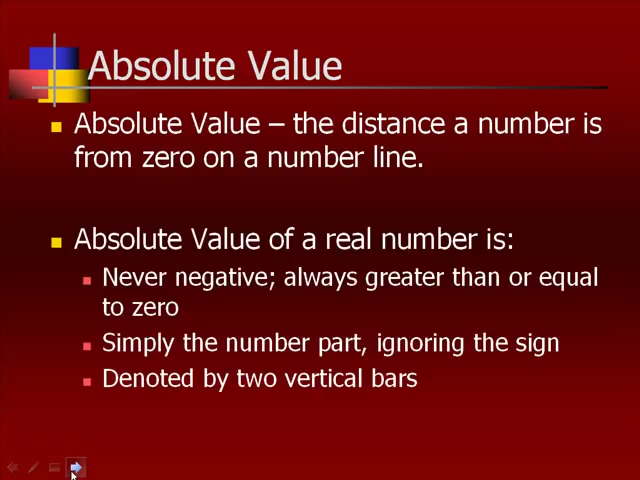 Absolute Value
Absolute Value – the distance a number is
from zero on a number line.
Absolute Value of a real number is:
Never negative; always greater than or equal
to zero
Simply the number part, ignoring the sign
Denoted by two vertical bars